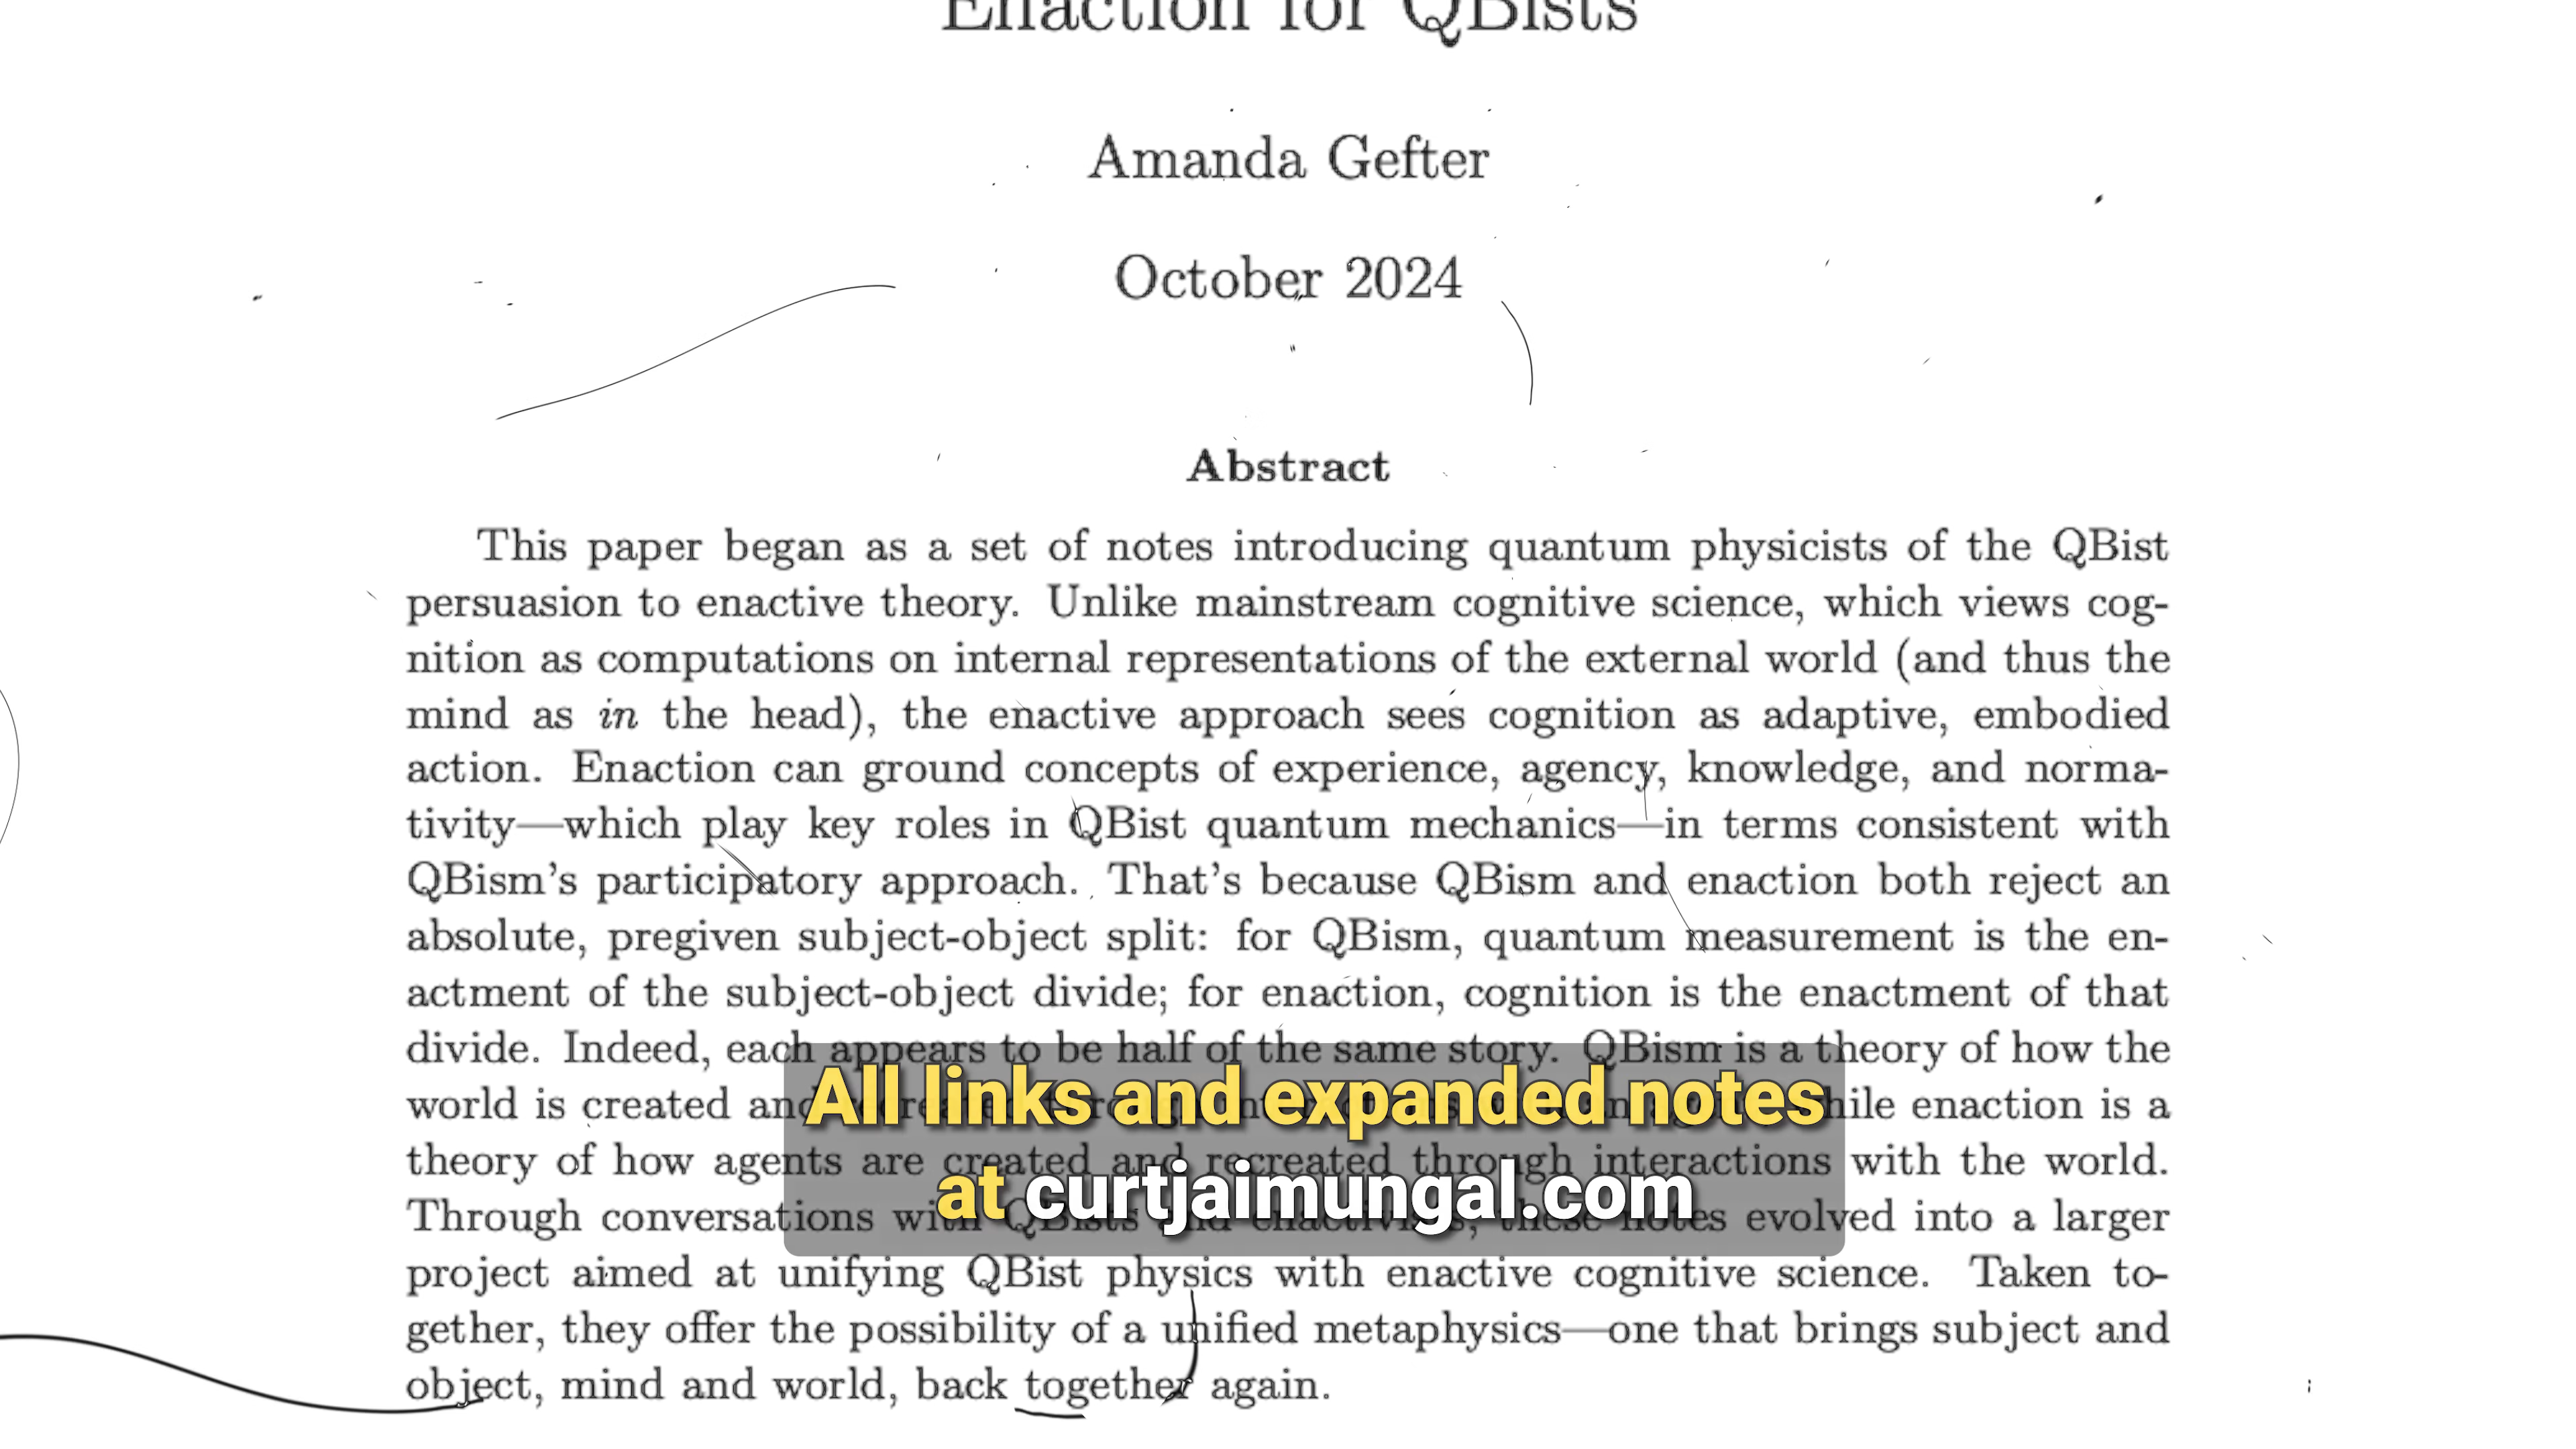 Enaction for QBists
Amanda Gefter
October 2024
Abstract
This paper began as a set of notes introducing quantum physicists of the QBist
persuasion to enactive theory. Unlike mainstream cognitive science, which views cog-
nition as computations on internal representations of the external world (and thus the
mind as in the head), the enactive approach sees cognition as adaptive, embodied
action. Enaction can ground concepts of experience, agency, knowledge, and norma-
tivity—which play key roles in QBist quantum mechanics—in terms consistent with
QBism's participatory approach. That's because QBism and enaction both reject an
absolute, pregiven subject-object split: for QBism, quantum measurement is the en-
actment of the subject-object divide; for enaction, cognition is the enactment of that
divide. Indeed, each appears to be half of the same story. QBism is a theory of how the
world is created and enaction is a
theory of how agents are created and recreated through interactions with the world.
Through conversations with QBists and enactivists, these notes evolved into a larger
project aimed at unifying QBist physics with enactive cognitive science. Taken to-
gether, they offer the possibility of a unified metaphysics—one that brings subject and
object, mind and world, back together again.
All links and expanded notes
at curtjaimungal.com